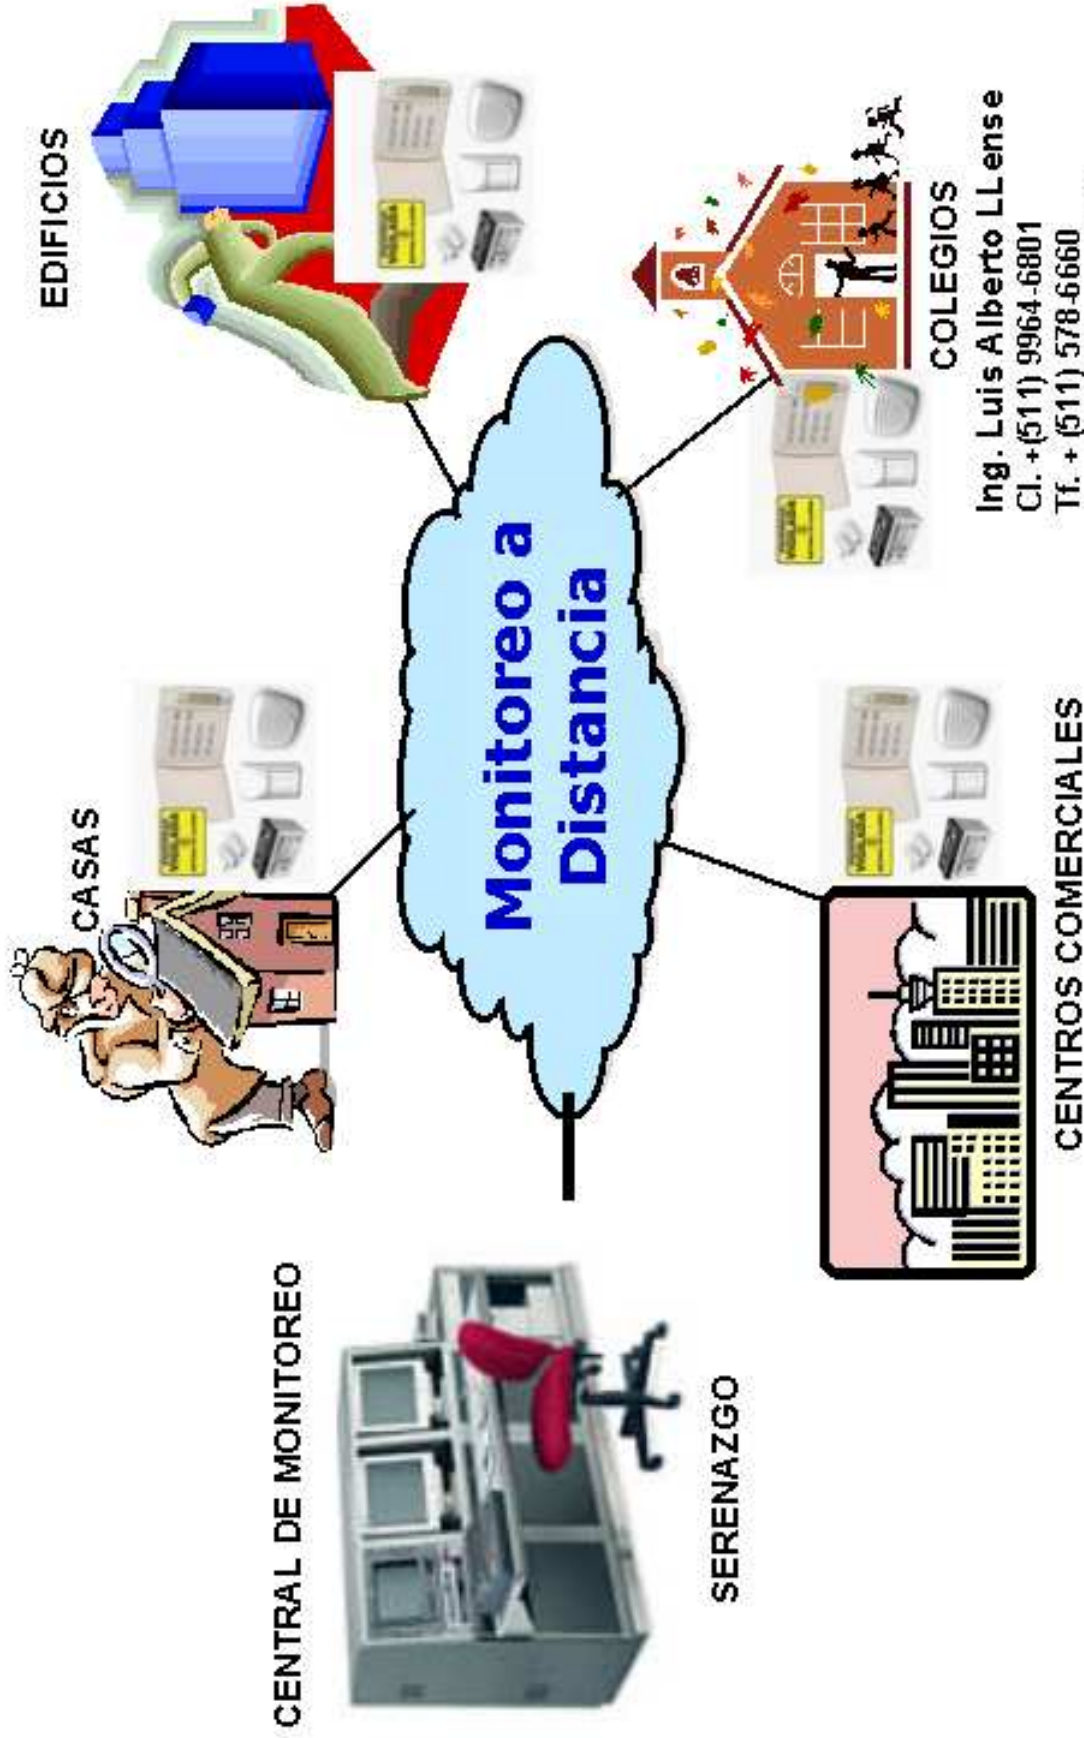 CENTRAL DE MONITOREO
SERENAZGO
CASAS
EDIFICIOS
Monitoreo a
Distancia
CENTROS COMERCIALES
COLEGIOS
Ing. Luis Alberto LLense
Cl. +(511) 9964-6801
Tf. + (511) 578-6660